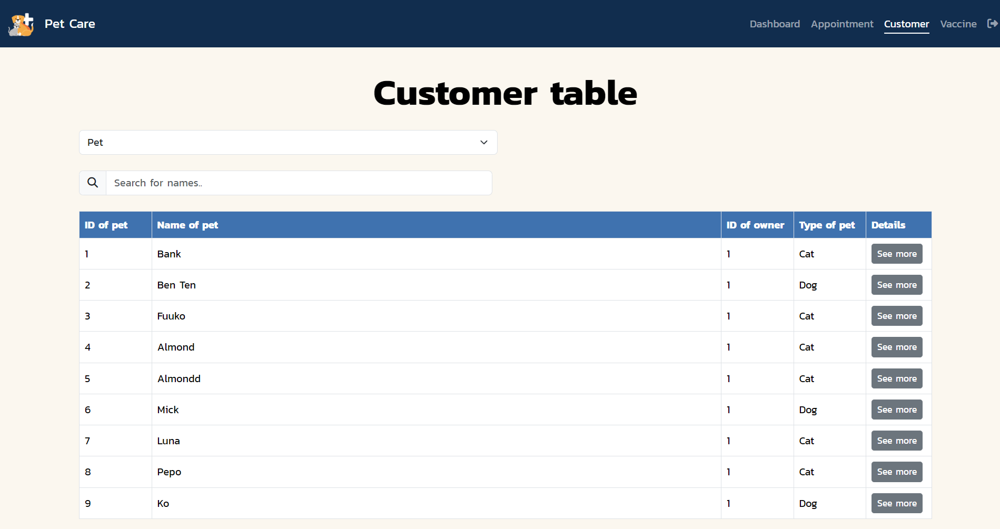 Pet Care
Dashboard Appointment Customer Vaccine
Customer table
Pet
Search for names..
ID of pet Name of pet ID of owner Type of pet Details
1 Bank 1 Cat See more
2 Ben Ten 1 Dog See more
3 Fuuko 1 Cat See more
4 Almond 1 Cat See more
5 Almondd 1 Cat See more
6 Mick 1 Dog See more
7 Luna 1 Cat See more
8 Pepo 1 Cat See more
9 Ko 1 Dog See more